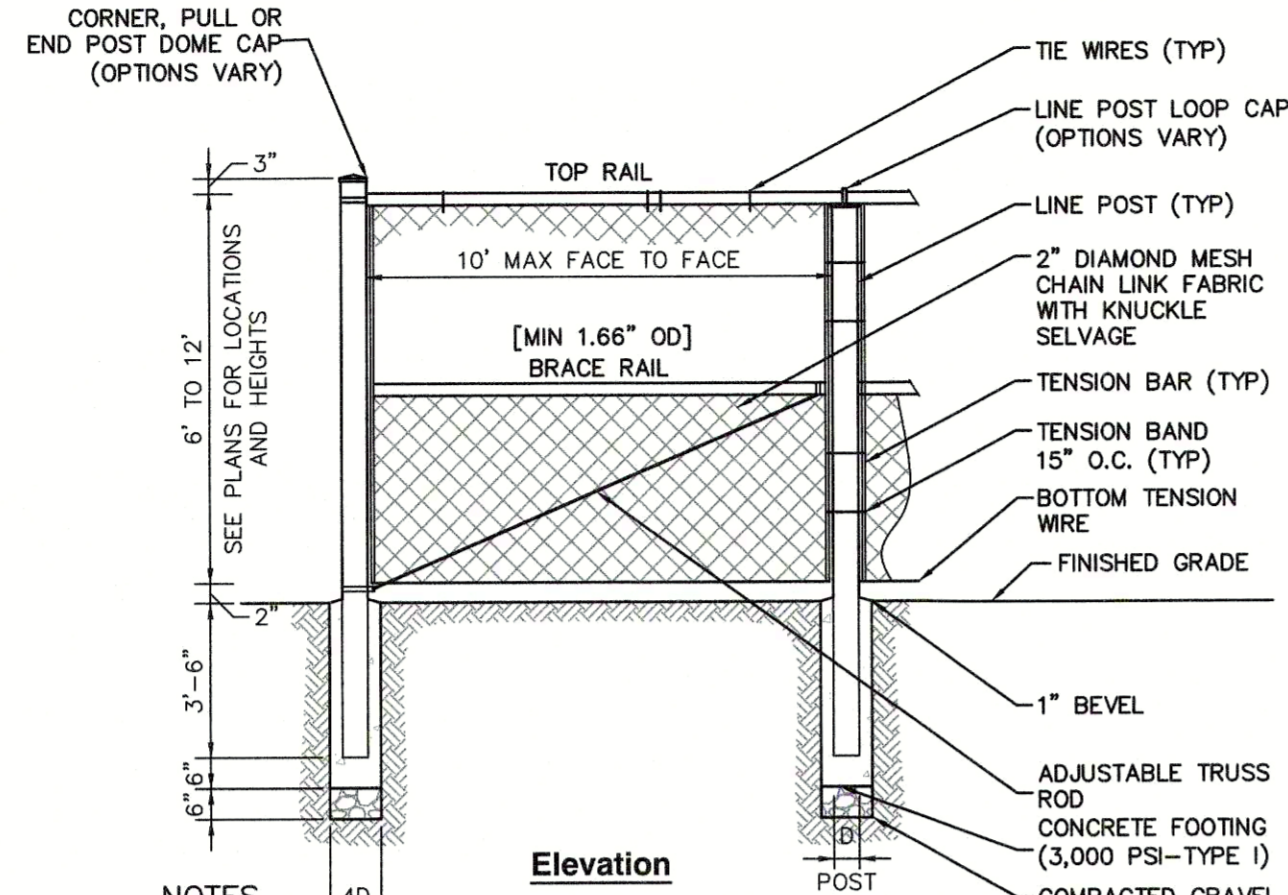 CORNER, PULL OR
END POST DOME CAP
(OPTIONS VARY)
3"
TOP RAIL
TIE WIRES (TYP)
LINE POST LOOP CAP
(OPTIONS VARY)
LINE POST (TYP)
10' MAX FACE TO FACE
2" DIAMOND MESH
CHAIN LINK FABRIC
WITH KNUCKLE
SELVAGE
6' TO 12'
SEE PLANS FOR LOCATIONS
AND HEIGHTS
[MIN 1.66" OD]
BRACE RAIL
TENSION BAR (TYP)
TENSION BAND
15" O.C. (TYP)
BOTTOM TENSION
WIRE
FINISHED GRADE
2"
3'-6"
1" BEVEL
6"
6"
ADJUSTABLE TRUSS
ROD
CONCRETE FOOTING
(3,000 PSI-TYPE I)
D
Elevation
POST
NOTES
4D
COMPACTED GRAVEL